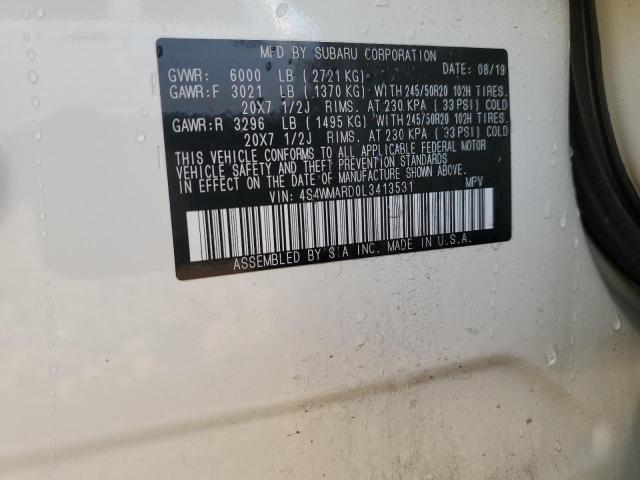 MFD BY SUBARU CORPORATION
GVWR: 6000 LB (2721 KG) DATE: 08/19
GAWR:F 3021 LB (1370 KG) WITH 245/50R20 102H TIRES,
20X7 1/2J RIMS, AT 230 KPA (33 PSI) COLD
GAWR:R 3296 LB (1495 KG) WITH 245/50R20 102H TIRES,
20X7 1/2J RIMS, AT 230 KPA (33 PSI) COLD
THIS VEHICLE CONFORMS TO ALL APPLICABLE FEDERAL MOTOR
VEHICLE SAFETY AND THEFT PREVENTION STANDARDS
IN EFFECT ON THE DATE OF MANUFACTURE SHOWN ABOVE.
VIN: 4S4WMARD0L3413531 MPV
ASSEMBLED BY SIA INC. MADE IN U.S.A.